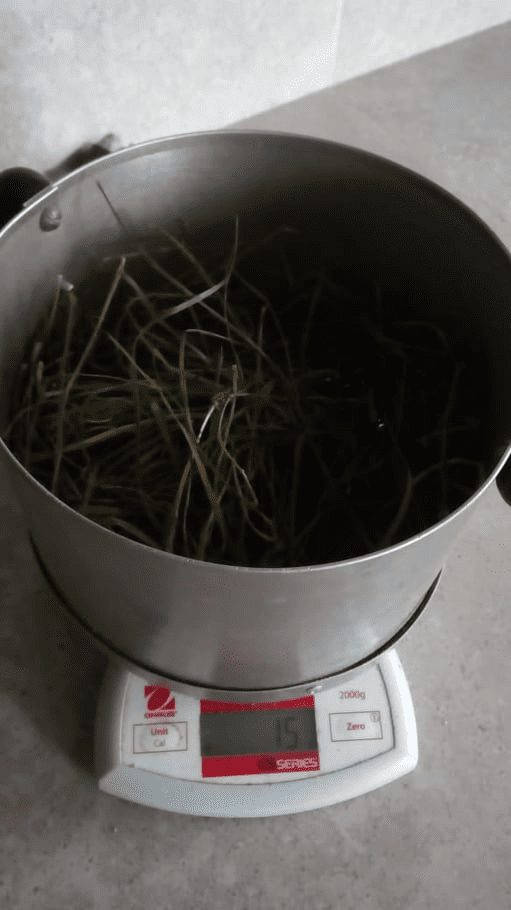 OHAUS
2000g
Unit
Cal
15
Zero
SERIES